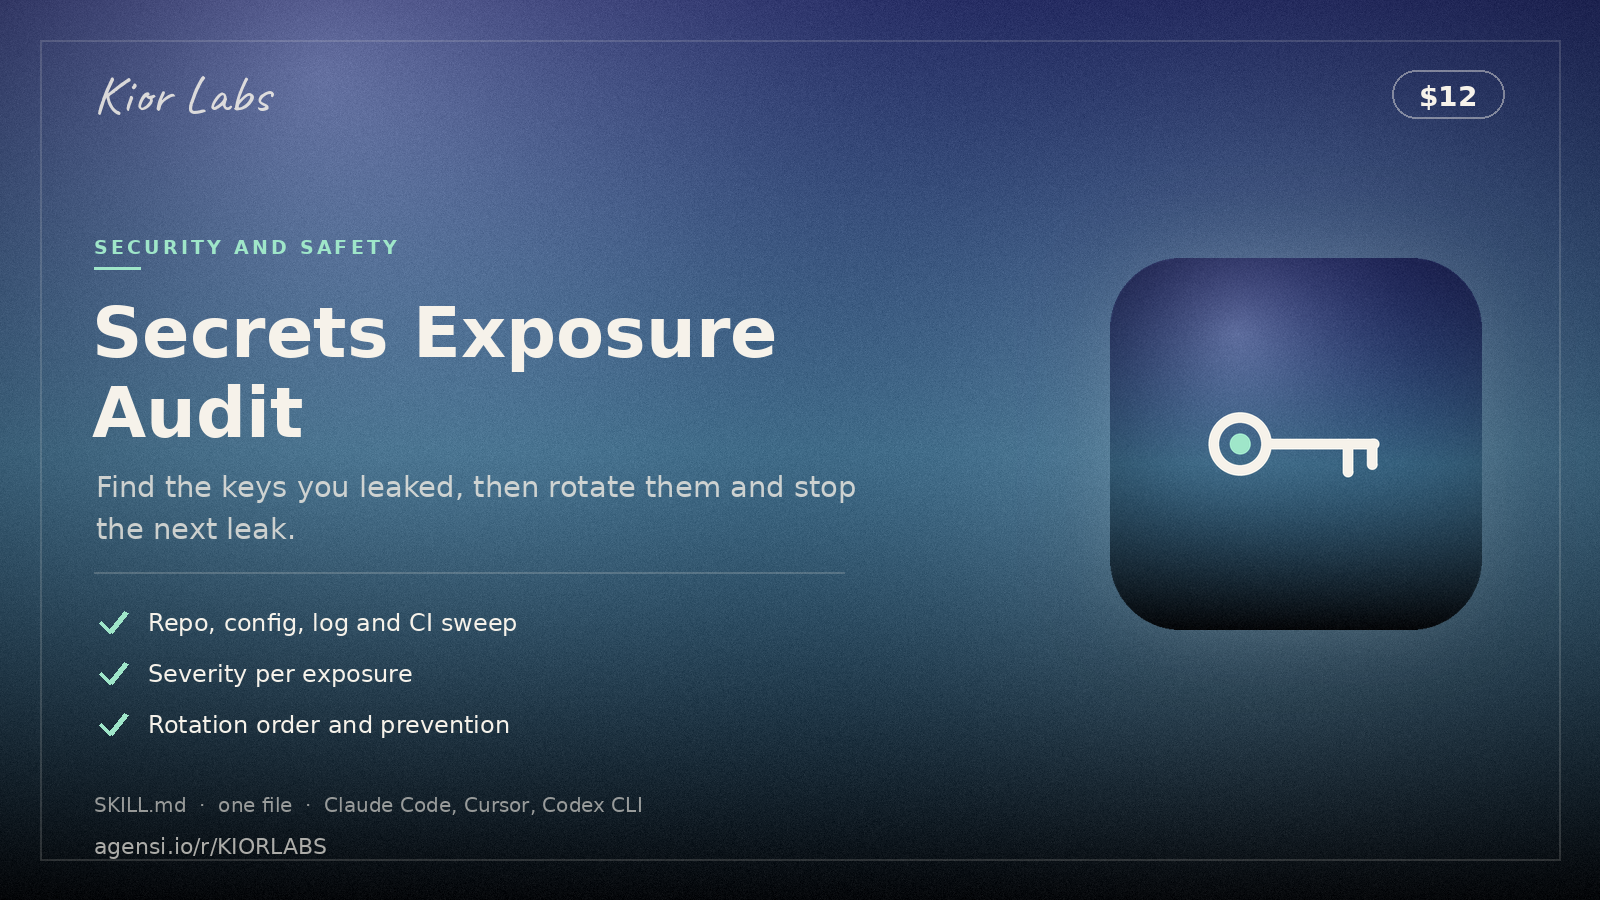 Kior Labs
$12
SECURITY AND SAFETY
Secrets Exposure
Audit
Find the keys you leaked, then rotate them and stop
the next leak.
Repo, config, log and CI sweep
Severity per exposure
Rotation order and prevention
SKILL.md · one file · Claude Code, Cursor, Codex CLI
agensi.io/r/KIORLABS